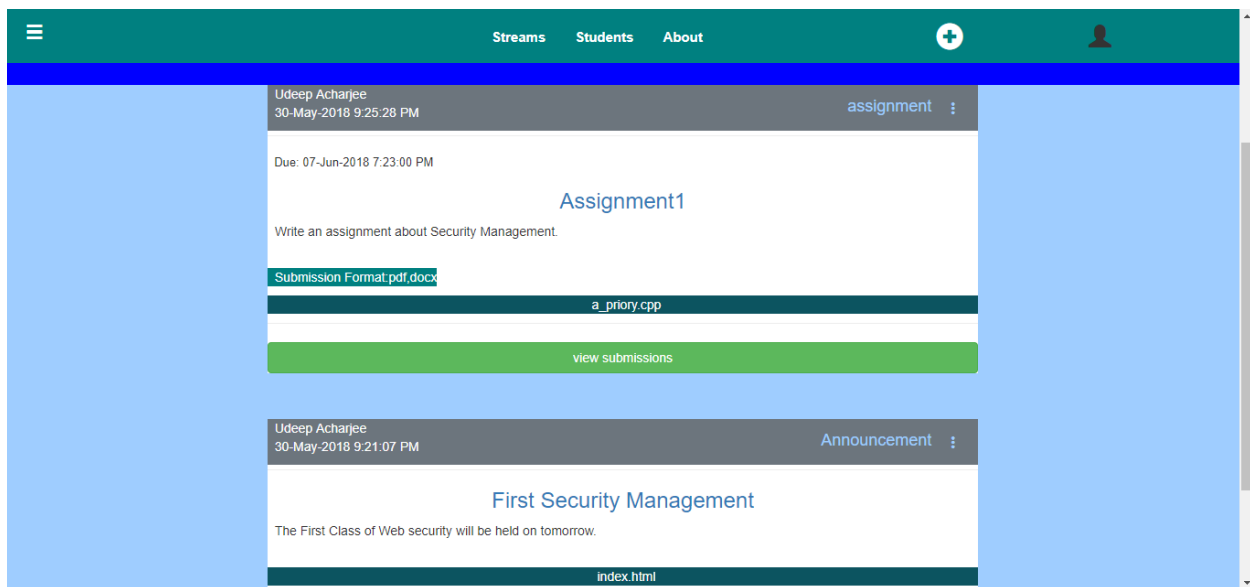 Streams Students About
Udeep Acharjee
30-May-2018 9:25:28 PM
assignment
Due: 07-Jun-2018 7:23:00 PM
Assignment1
Write an assignment about Security Management.
Submission Format:pdf,docx
a_priory.cpp
view submissions
Udeep Acharjee
30-May-2018 9:21:07 PM
Announcement
First Security Management
The First Class of Web security will be held on tomorrow.
index.html